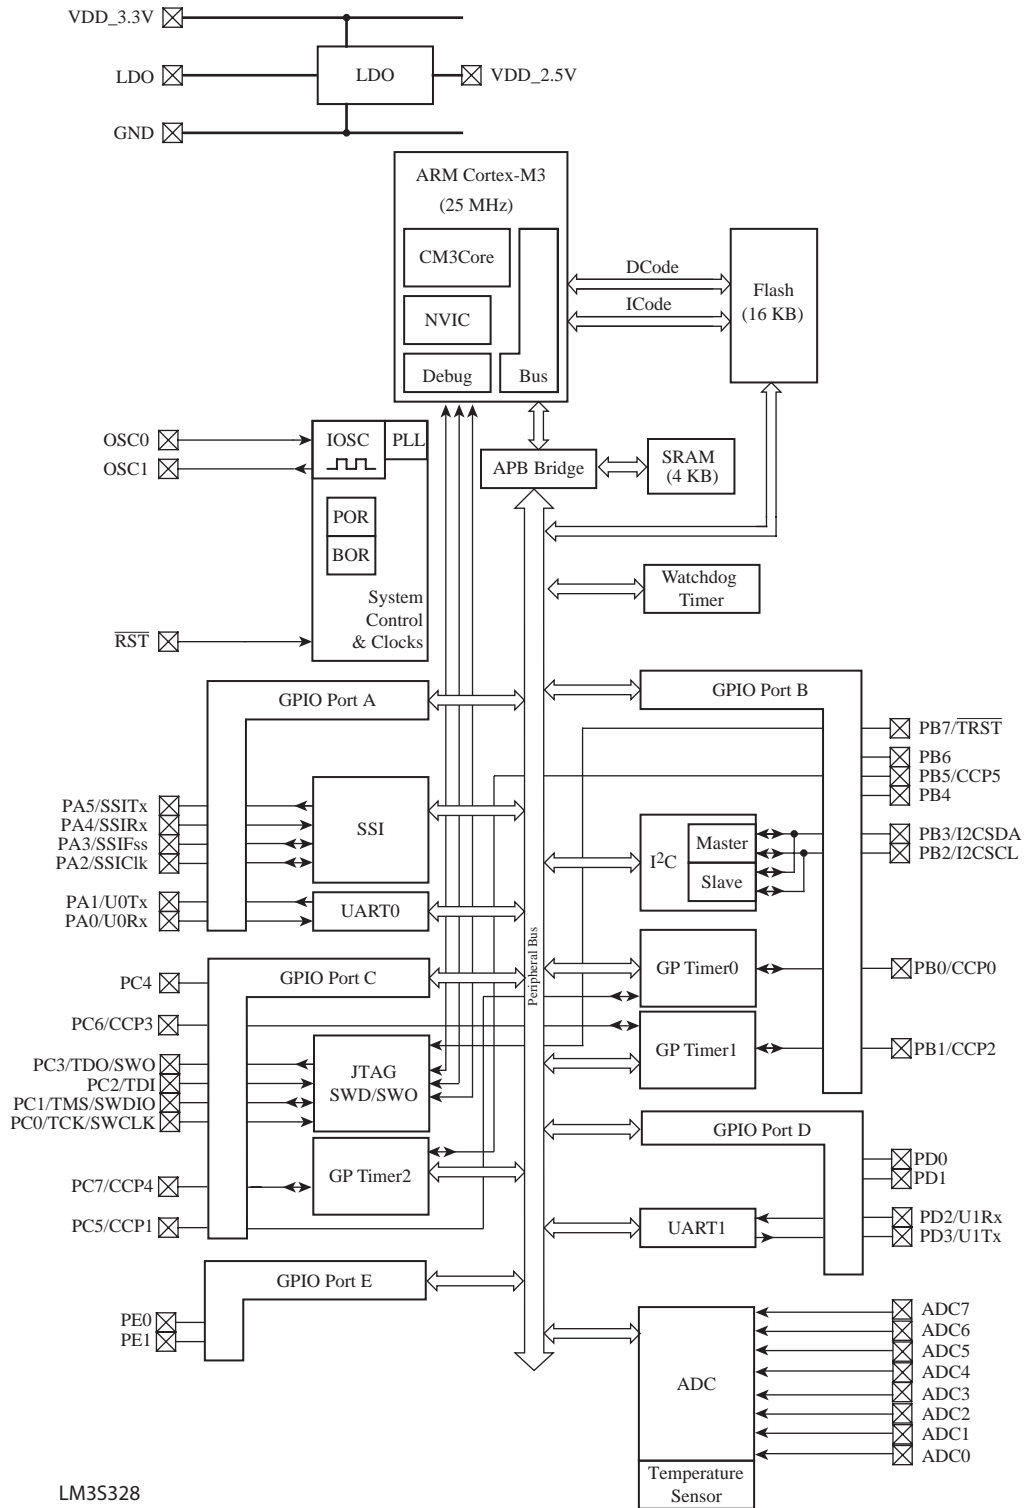 VDD_3.3V
LDO
LDO
VDD_2.5V
GND
ARM Cortex-M3
(25 MHz)
CM3Core
NVIC
Debug
Bus
DCode
ICode
Flash
(16 KB)
OSC0
OSC1
IOSC
PLL
POR
BOR
System
Control
& Clocks
RST
APB Bridge
SRAM
(4 KB)
Watchdog
Timer
Peripheral Bus
GPIO Port A
SSI
PA5/SSITx
PA4/SSIRx
PA3/SSIFss
PA2/SSIClk
PA1/U0Tx
PA0/U0Rx
UART0
GPIO Port B
PB7/TRST
PB6
PB5/CCP5
PB4
I2C
Master
Slave
PB3/I2CSDA
PB2/I2CSCL
GP Timer0
PB0/CCP0
GP Timer1
PB1/CCP2
GPIO Port C
PC4
PC6/CCP3
PC3/TDO/SWO
PC2/TDI
PC1/TMS/SWDIO
PC0/TCK/SWCLK
JTAG
SWD/SWO
GP Timer2
PC7/CCP4
PC5/CCP1
GPIO Port D
PD0
PD1
UART1
PD2/U1Rx
PD3/U1Tx
GPIO Port E
PE0
PE1
ADC
Temperature
Sensor
ADC7
ADC6
ADC5
ADC4
ADC3
ADC2
ADC1
ADC0
LM3S328